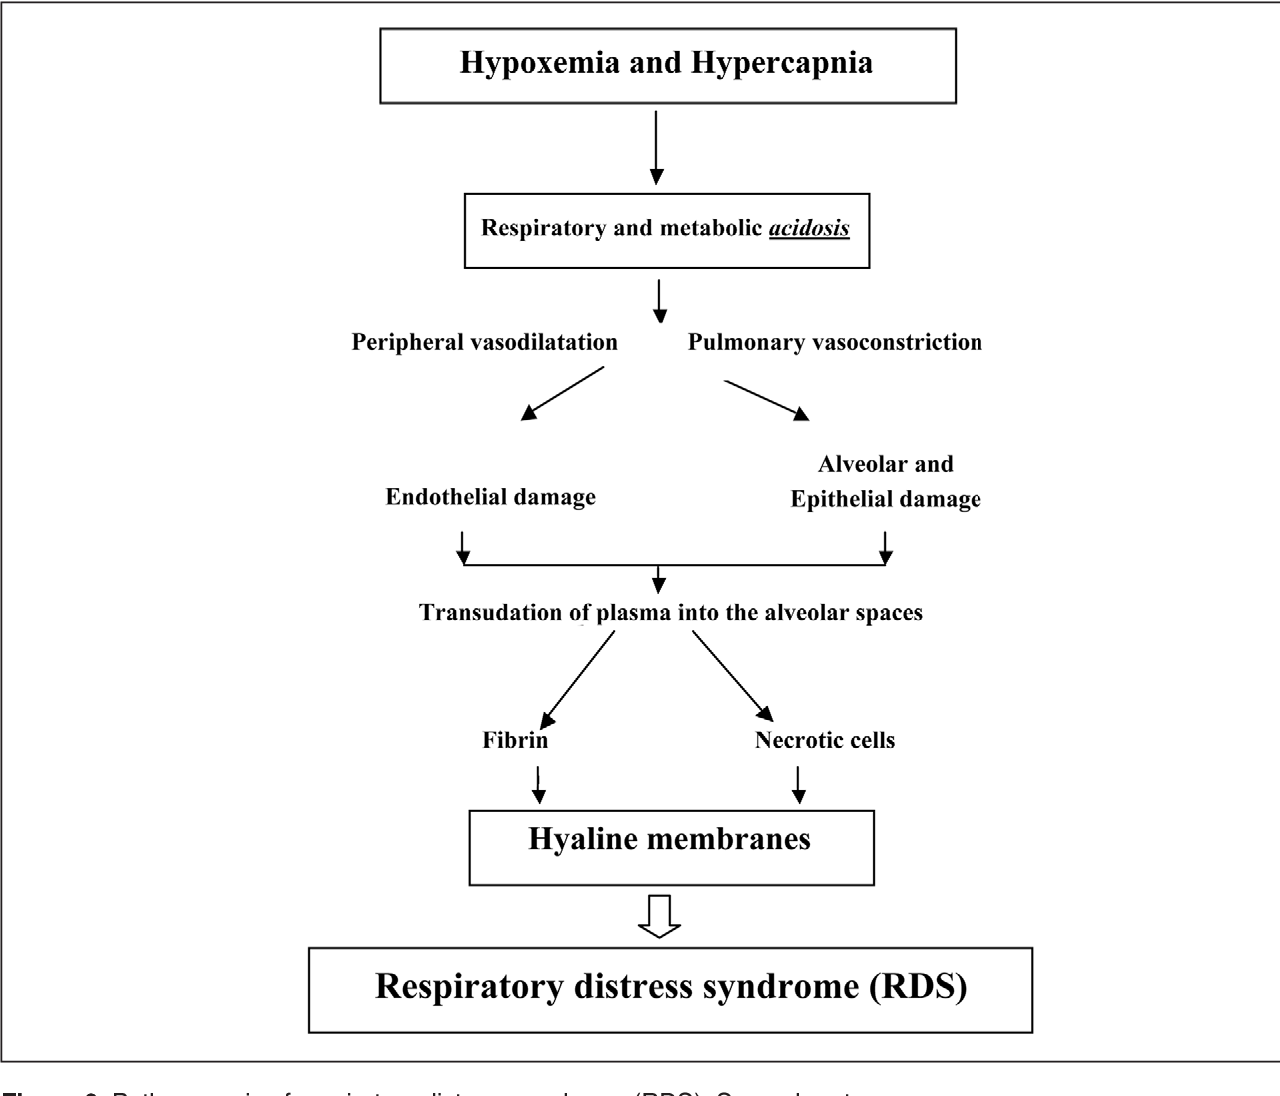 Hypoxemia and Hypercapnia
Respiratory and metabolic acidosis
Peripheral vasodilatation Pulmonary vasoconstriction
Alveolar and
Endothelial damage Epithelial damage
Transudation of plasma into the alveolar spaces
Fibrin Necrotic cells
Hyaline membranes
Respiratory distress syndrome (RDS)